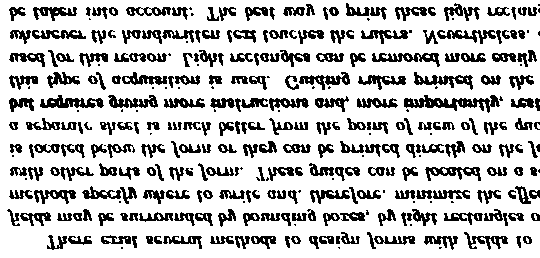 There exist several methods to design forms with fields to
fields may be surrounded by bounding boxes, by light rectangles o
methods specify where to write and, therefore, minimize the effe
with other parts of the form. These guides can be located on a s
is located below the form or they can be printed directly on the fo
a separate sheet is much better from the point of view of the qua
but requires giving more instructions and, more importantly, rest
this type of acquisition is used. Guiding rulers printed on the
used for this reason. Light rectangles can be removed more easily
whenever the handwritten text touches the rulers. Nevertheless,
be taken into account: The best way to print these light rectang